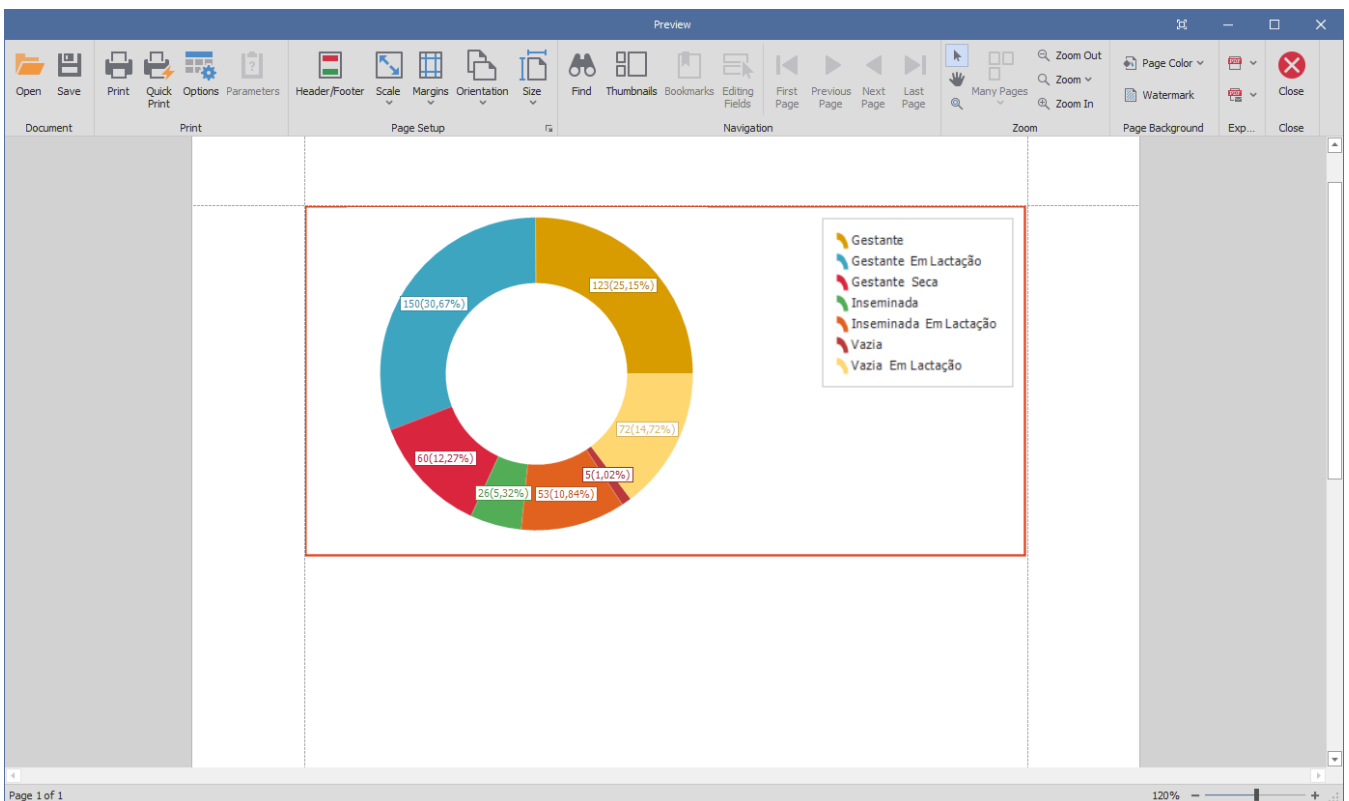 Preview
Open Save Print Quick Print Options Parameters Header/Footer Scale Margins Orientation Size Find Thumbnails Bookmarks Editing Fields First Page Previous Page Next Page Last Page Many Pages
Zoom Out
Zoom
Zoom In
Page Color
Watermark
Close
Document Print Page Setup Navigation Zoom Page Background Exp... Close
Gestante
Gestante Em Lactação
Gestante Seca
Inseminada
Inseminada Em Lactação
Vazia
Vazia Em Lactação
123(25,15%)
150(30,67%)
72(14,72%)
60(12,27%)
5(1,02%)
26(5,32%)
53(10,84%)
Page 1 of 1
120%